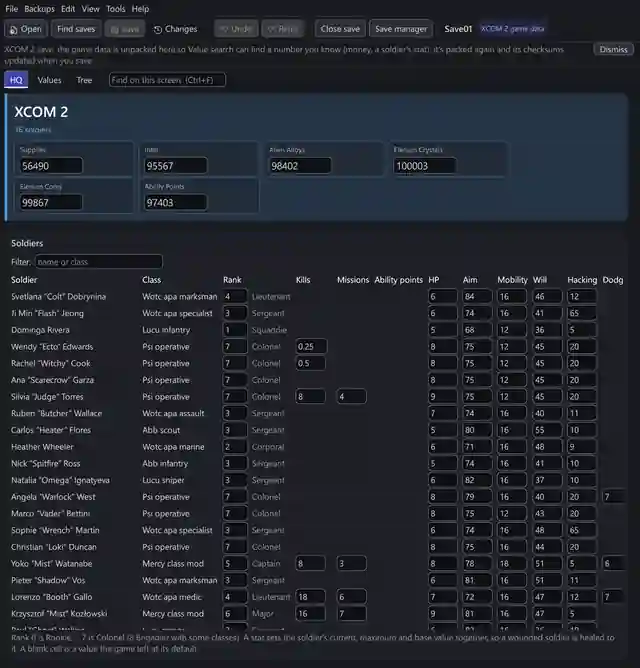 File Backups Edit View Tools Help
Open Find saves Save Changes Undo Redo Close save Save manager Save01 XCOM 2 game data
XCOM 2 save: the game data is unpacked here so Value search can find a number you know (money, a soldier's stat). it's packed again and its checksums Dismiss
updated when you save.
HQ Values Tree Find on this screen (Ctrl+F)
XCOM 2
soldiers
Supplies Intel Alien Alloys Elerium Crystals
56490 95567 98402 100003
Elerium Cores Ability Points
99867 97403
Soldiers
Filter: name or class
Soldier Class Rank Kills Missions Ability points HP Aim Mobility Will Hacking Dodg
Svetlana "Colt" Dobrynina Wotc apa marksman 4 Lieutenant 6 84 16 46 12
Ji Min "Flash" Jeong Wotc apa specialist 3 Sergeant 6 74 16 41 65
Dominga Rivera Lucu infantry 1 Squaddie 5 68 12 36 5
Wendy "Ecto" Edwards Psi operative 7 Colonel 0.25 8 75 12 45 20
Rachel "Witchy" Cook Psi operative 7 Colonel 0.5 8 75 12 45 20
Ana "Scarecrow" Garza Psi operative 7 Colonel 8 75 12 45 20
Silvia "Judge" Torres Psi operative 7 Colonel 8 4 9 75 12 45 20
Ruben "Butcher" Wallace Wotc apa assault 3 Sergeant 7 74 16 40 11
Carlos "Heater" Flores Abb scout 3 Sergeant 5 80 16 55 10
Heather Wheeler Wotc apa marine 2 Corporal 6 71 16 48 9
Nick "Spitfire" Ross Abb infantry 3 Sergeant 5 74 16 41 10
Natalia "Omega" Ignatyeva Lucu sniper 3 Sergeant 6 82 16 37 10
Angela "Warlock" West Psi operative 7 Colonel 8 79 16 40 20 7
Marco "Vader" Bettini Psi operative 7 Colonel 8 75 12 43 20
Sophie "Wrench" Martin Wotc apa specialist 3 Sergeant 6 74 16 48 65
Christian "Loki" Duncan Psi operative 7 Colonel 8 75 16 44 20
Yoko "Mist" Watanabe Mercy class mod 5 Captain 8 3 8 78 18 51 5 6
Pieter "Shadow" Vos Wotc apa marksman 3 Sergeant 6 81 16 51 11
Lorenzo "Booth" Gallo Wotc apa medic 4 Lieutenant 18 6 7 72 16 47 12 7
Krzysztof "Mist" Kozłowski Mercy class mod 6 Major 16 7 9 81 16 47 5
Rank 0 is Rookie, 7 is Colonel (8 Brigadier with some classes). A stat sets the soldier's current, maximum and base value together, so a wounded soldier is healed to
it. A blank cell is a value the game left at its default.